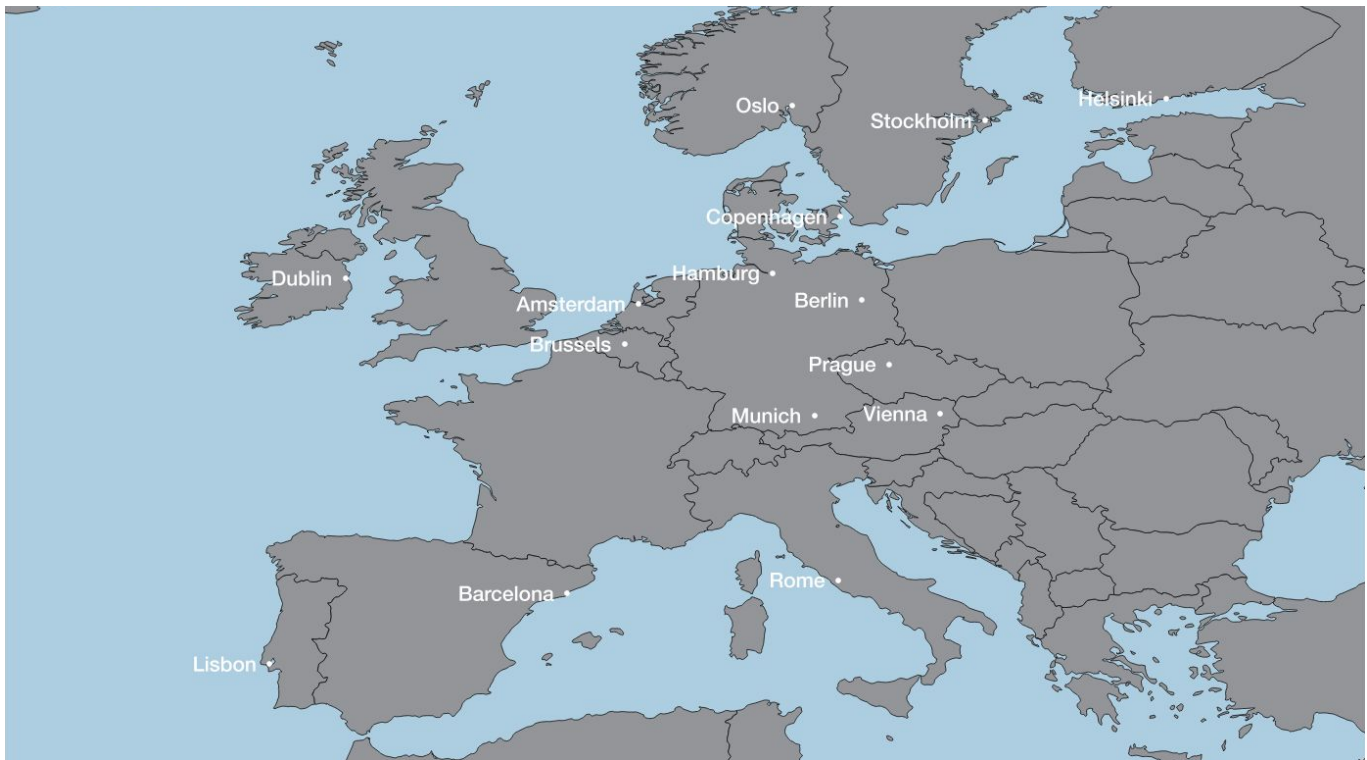 Helsinki
Oslo
Stockholm
Copenhagen
Hamburg
Dublin
Berlin
Amsterdam
Brussels
Prague
Vienna
Munich
Rome
Barcelona
Lisbon